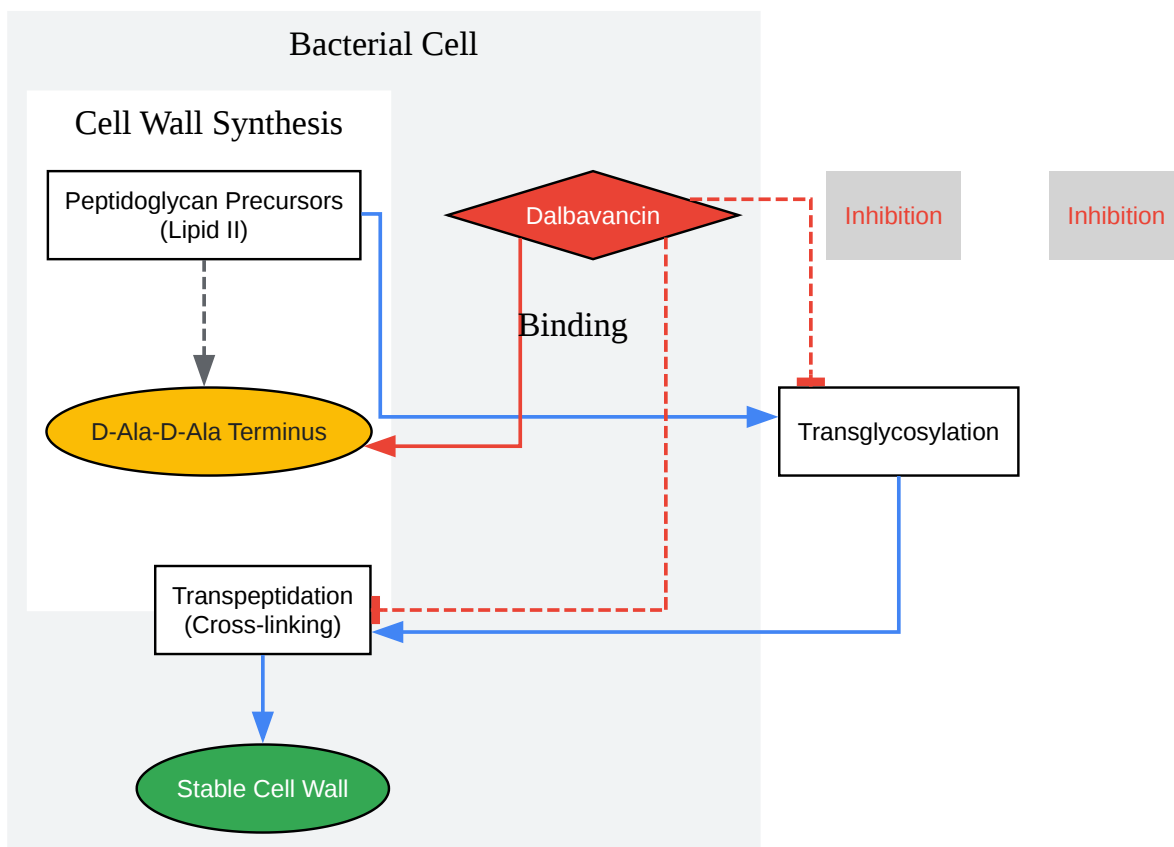 Bacterial Cell
Cell Wall Synthesis
Peptidoglycan Precursors
(Lipid II)
Dalbavancin
Inhibition
Inhibition
Binding
D-Ala-D-Ala Terminus
Transglycosylation
Transpeptidation
(Cross-linking)
Stable Cell Wall